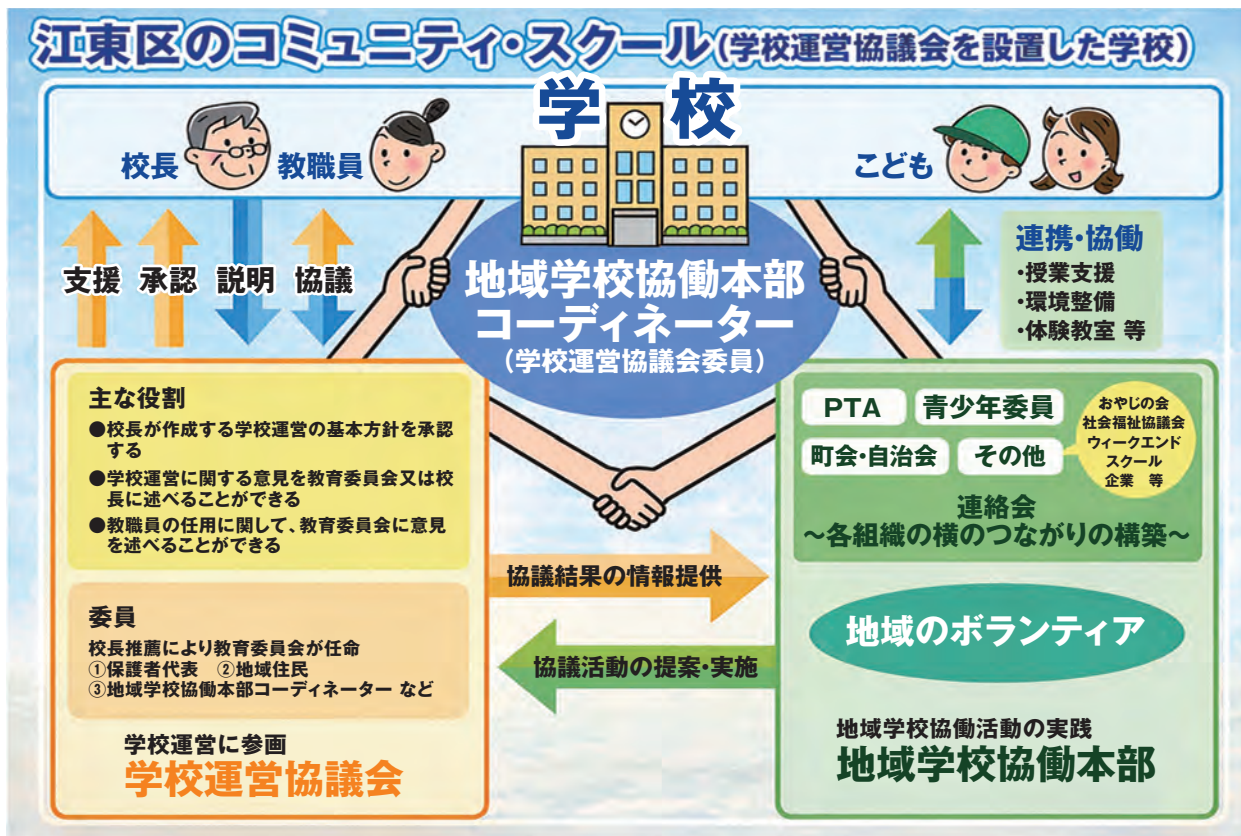 江東区のコミュニティ・スクール(学校運営協議会を設置した学校)
学校
校長
教職員
こども
支援
承認
説明
協議
地域学校協働本部
コーディネーター
(学校運営協議会委員)
連携・協働
・授業支援
・環境整備
・体験教室 等
主な役割
●校長が作成する学校運営の基本方針を承認
する
●学校運営に関する意見を教育委員会又は校
長に述べることができる
●教職員の任用に関して、教育委員会に意見
を述べることができる
委員
校長推薦により教育委員会が任命
①保護者代表 ②地域住民
③地域学校協働本部コーディネーター など
学校運営に参画
学校運営協議会
協議結果の情報提供
協議活動の提案・実施
PTA
青少年委員
町会・自治会
その他
おやじの会
社会福祉協議会
ウィークエンド
スクール
企業 等
連絡会
～各組織の横のつながりの構築～
地域のボランティア
地域学校協働活動の実践
地域学校協働本部